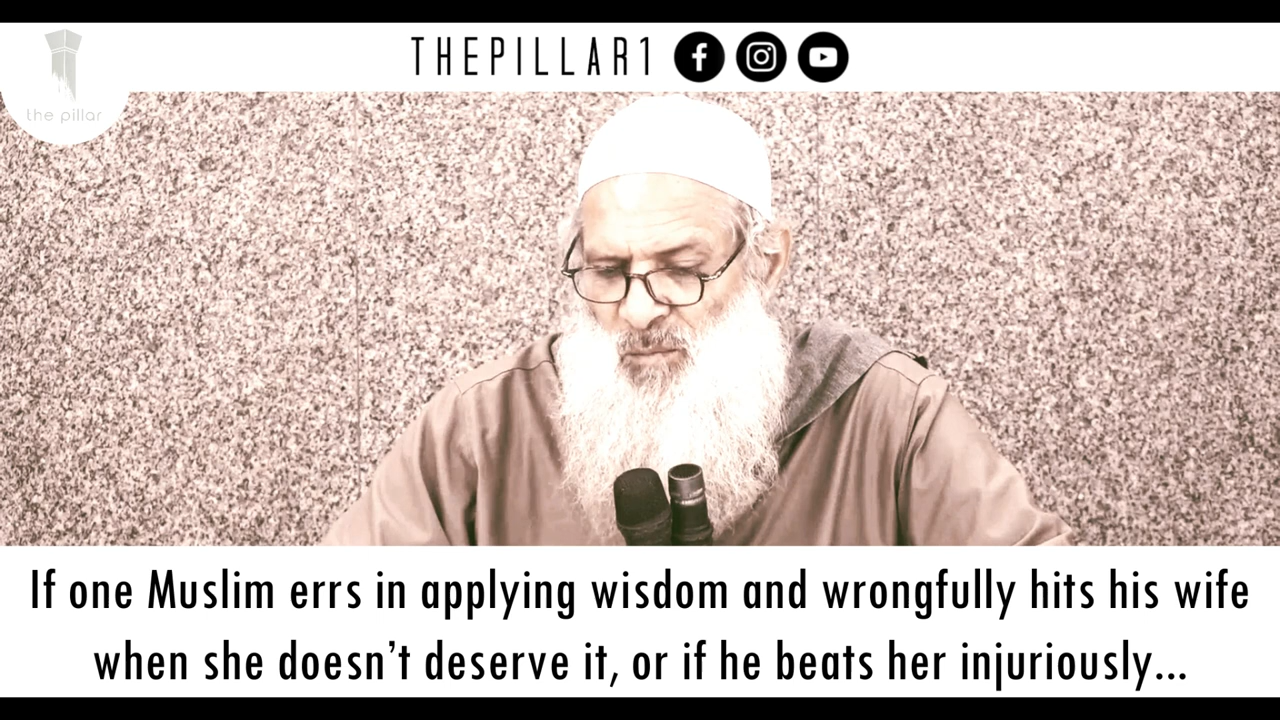 THEPILLAR1
the pillar
If one Muslim errs in applying wisdom and wrongfully hits his wife
when she doesn’t deserve it, or if he beats her injuriously...